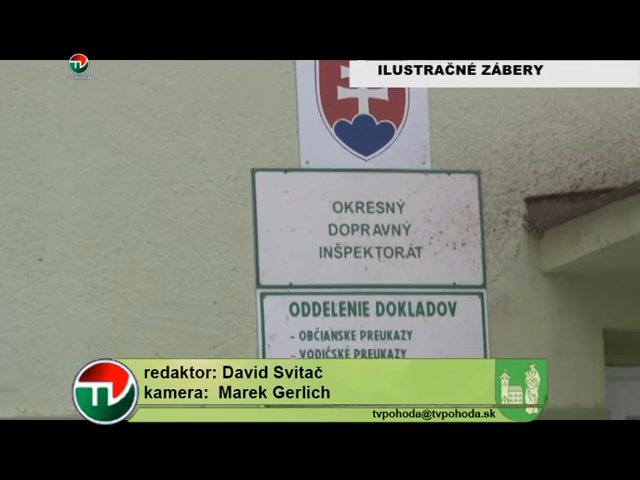 ILUSTRAČNÉ ZÁBERY
OKRESNÝ
DOPRAVNÝ
INŠPEKTORÁT
ODDELENIE DOKLADOV
- OBČIANSKE PREUKAZY
- VODIČSKÉ PREUKAZY
redaktor: David Svitač
kamera: Marek Gerlich
tvpohoda@tvpohoda.sk